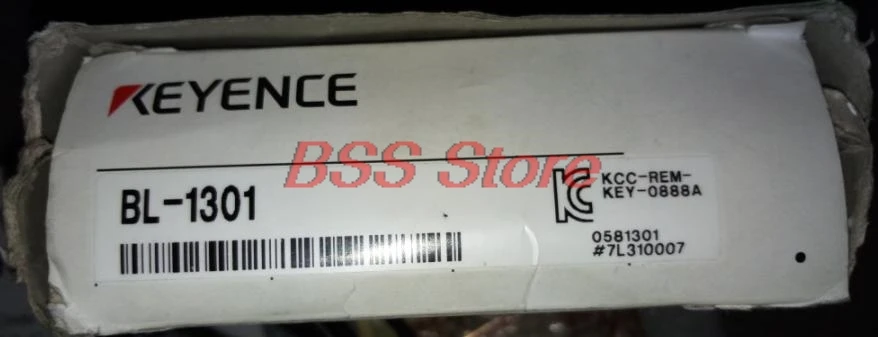 KEYENCE
BSS Store
BL-1301
KCC-REM-
KEY-0888A
0581301
#7L310007